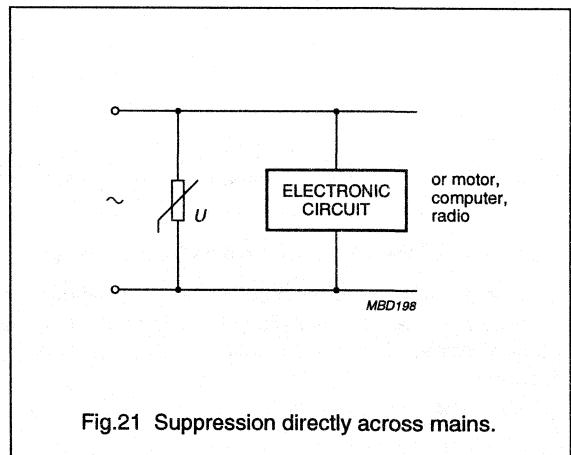 ∼
U
ELECTRONIC
CIRCUIT
or motor,
computer,
radio
MBD198
Fig.21 Suppression directly across mains.